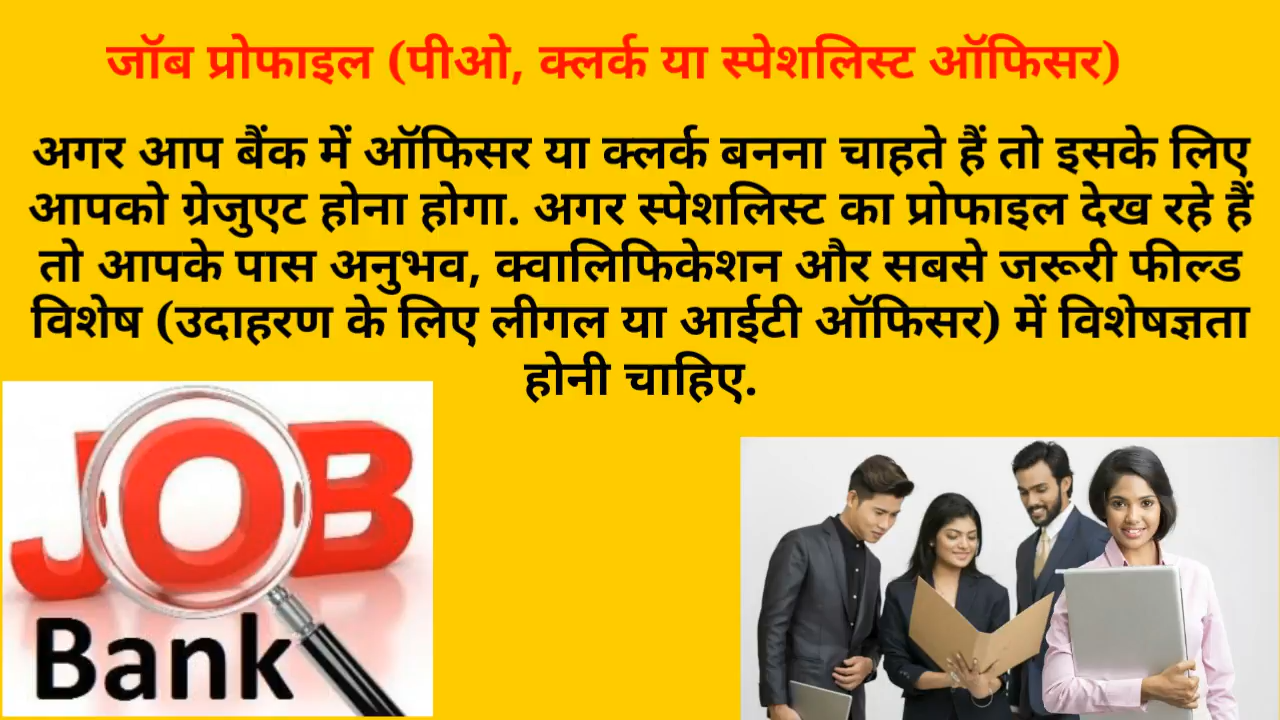 जॉब प्रोफाइल (पीओ, क्लर्क या स्पेशलिस्ट ऑफिसर)
अगर आप बैंक में ऑफिसर या क्लर्क बनना चाहते हैं तो इसके लिए
आपको ग्रेजुएट होना होगा. अगर स्पेशलिस्ट का प्रोफाइल देख रहे हैं
तो आपके पास अनुभव, क्वालिफिकेशन और सबसे जरूरी फील्ड
विशेष (उदाहरण के लिए लीगल या आईटी ऑफिसर) में विशेषज्ञता
होनी चाहिए.
JOB
Bank